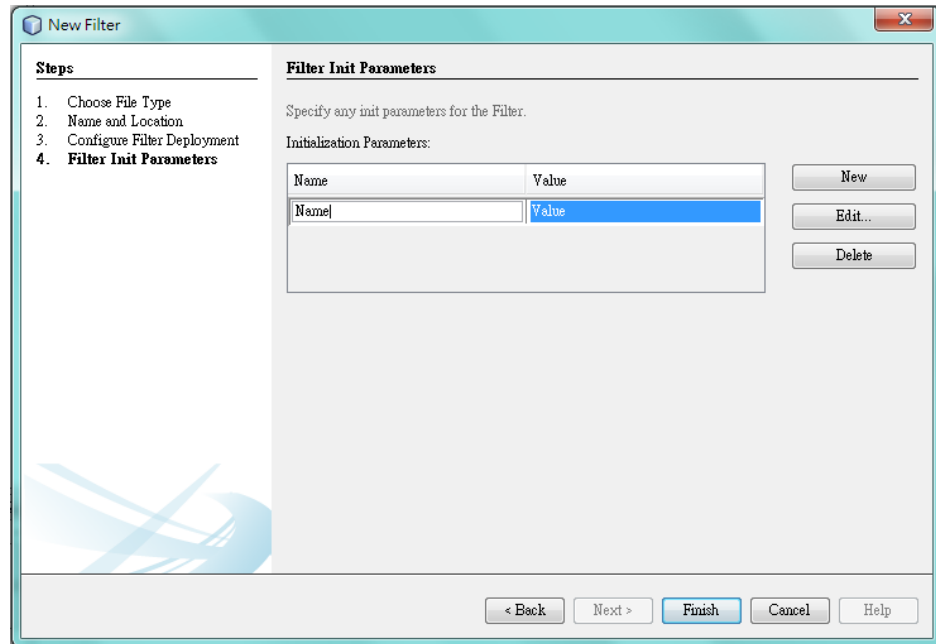 New Filter
Steps
1. Choose File Type
2. Name and Location
3. Configure Filter Deployment
4. Filter Init Parameters
Filter Init Parameters
Specify any init parameters for the Filter.
Initialization Parameters:
Name Value
Name Value
New
Edit...
Delete
< Back Next > Finish Cancel Help